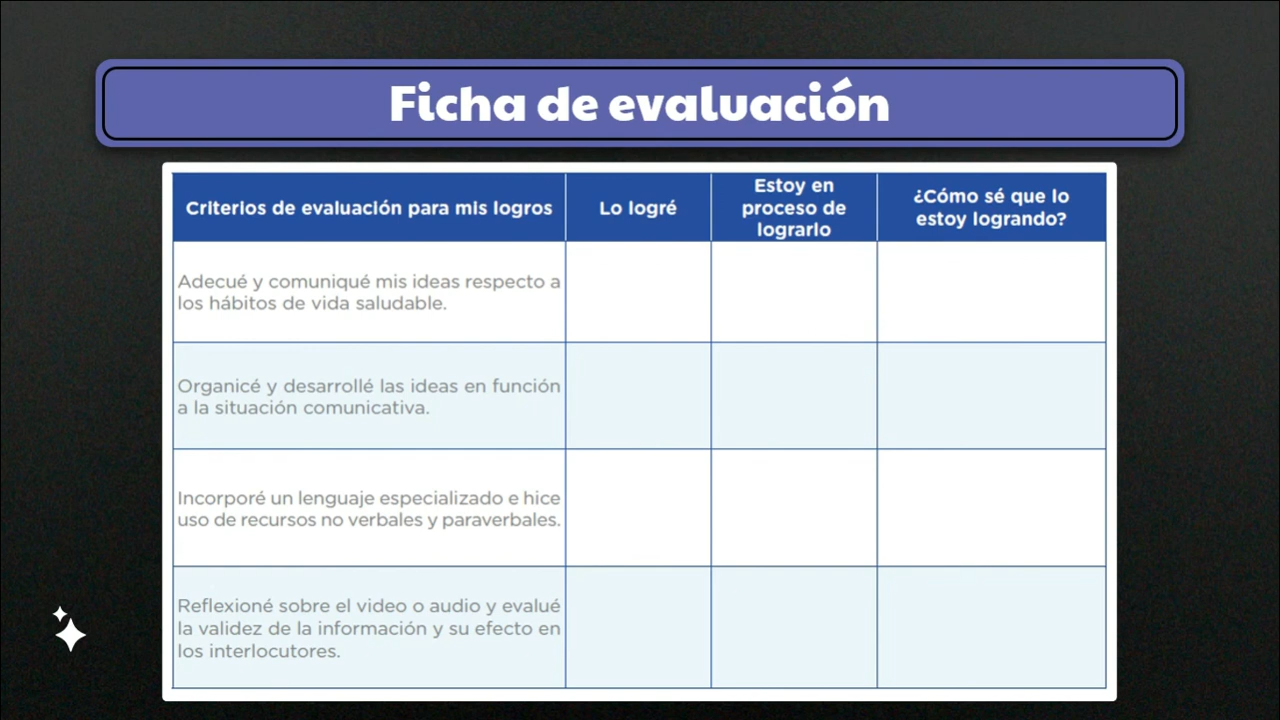 Ficha de evaluación
Criterios de evaluación para mis logros
Lo logré
Estoy en
proceso de
lograrlo
¿Cómo sé que lo
estoy logrando?
Adecué y comuniqué mis ideas respecto a
los hábitos de vida saludable.
Organicé y desarrollé las ideas en función
a la situación comunicativa.
Incorporé un lenguaje especializado e hice
uso de recursos no verbales y paraverbales.
Reflexioné sobre el video o audio y evalué
la validez de la información y su efecto en
los interlocutores.